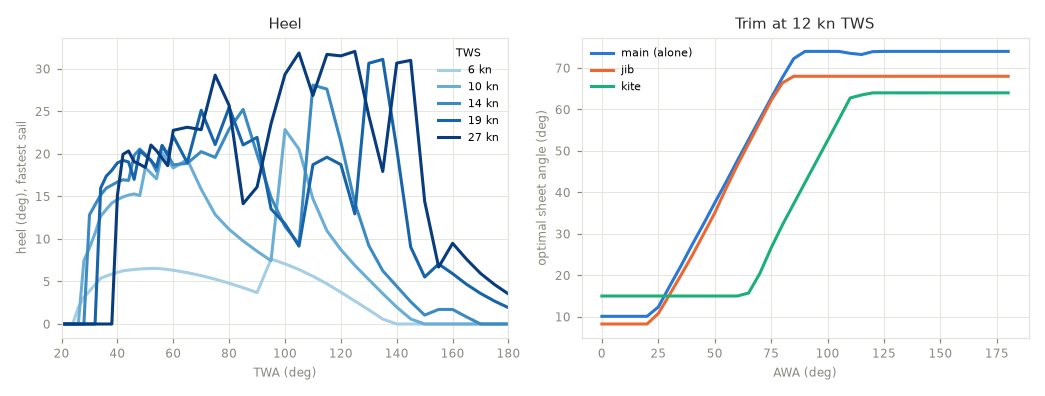 Heel
heel (deg), fastest sail
30
25
20
15
10
5
0
20 40 60 80 100 120 140 160 180
TWA (deg)
TWS
6 kn
10 kn
14 kn
19 kn
27 kn
Trim at 12 kn TWS
optimal sheet angle (deg)
70
60
50
40
30
20
10
0 25 50 75 100 125 150 175
AWA (deg)
main (alone)
jib
kite